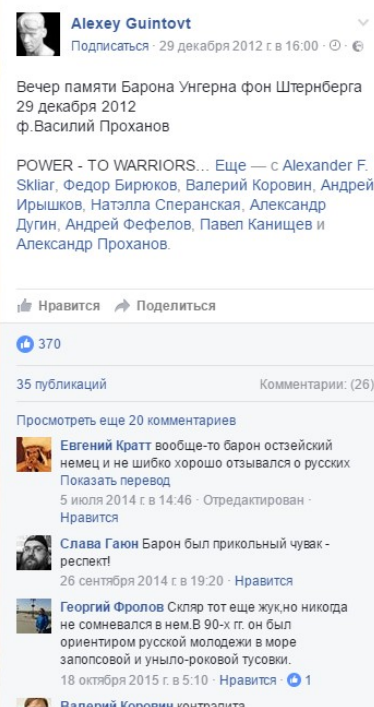 Alexey Guintovt
Подписаться · 29 декабря 2012 г. в 16:00 ·
Вечер памяти Барона Унгерна фон Штернберга
29 декабря 2012
ф.Василий Проханов
POWER - TO WARRIORS... Еще — с Alexander F.
Skliar, Федор Бирюков, Валерий Коровин, Андрей
Ирышков, Натэлла Сперанская, Александр
Дугин, Андрей Фефелов, Павел Канищев и
Александр Проханов.
Нравится Поделиться
370
35 публикаций Комментарии: (26)
Просмотреть еще 20 комментариев
Евгений Кратт вообще-то барон остзейский
немец и не шибко хорошо отзывался о русских
Показать перевод
5 июля 2014 г. в 14:46 · Отредактирован ·
Нравится
Слава Гаюн Барон был прикольный чувак -
респект!
26 сентября 2014 г. в 19:20 · Нравится
Георгий Фролов Скляр тот еще жук,но никогда
не сомневался в нем.В 90-х гг. он был
ориентиром русской молодежи в море
запопсовой и уныло-роковой тусовки.
18 октября 2015 г. в 5:10 · Нравится · 1
Валерий Коровин контрэлита